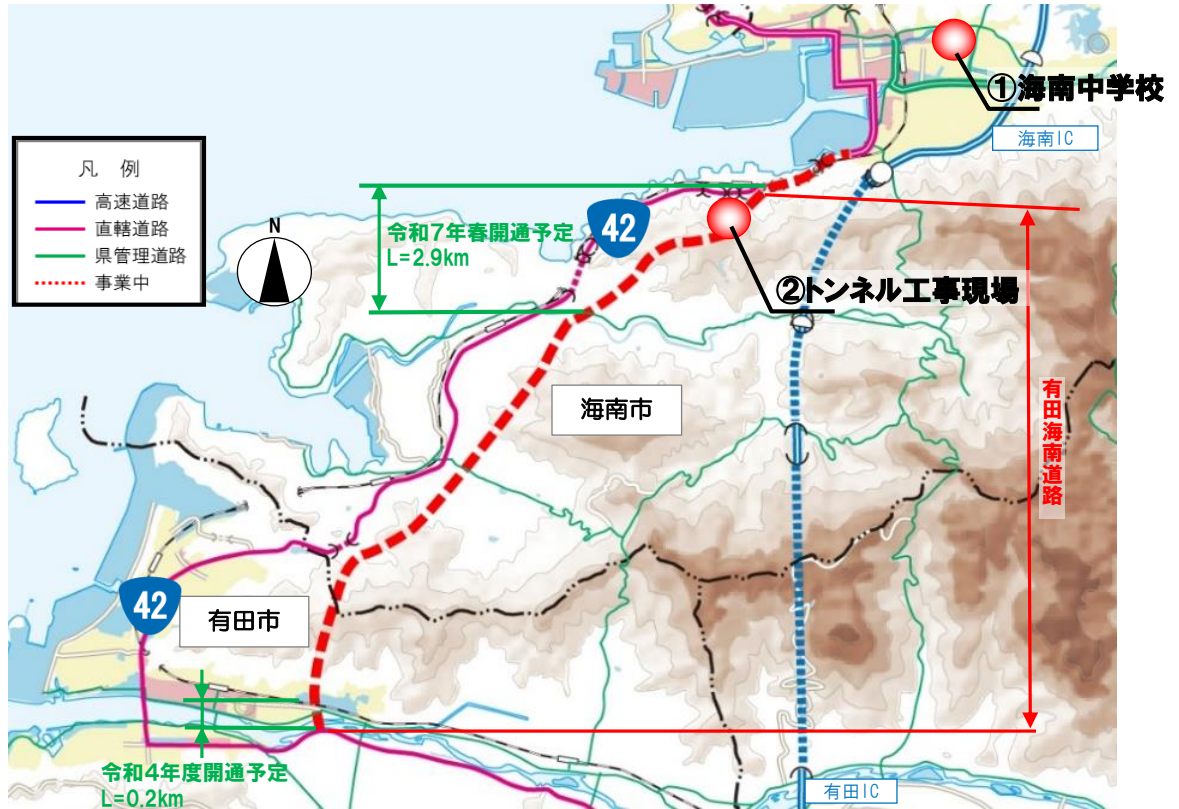 ①海南中学校
海南IC
凡 例
高速道路
直轄道路
県管理道路
事業中
N
令和7年春開通予定
L=2.9km
42
②トンネル工事現場
海南市
有田海南道路
42
有田市
令和4年度開通予定
L=0.2km
有田IC